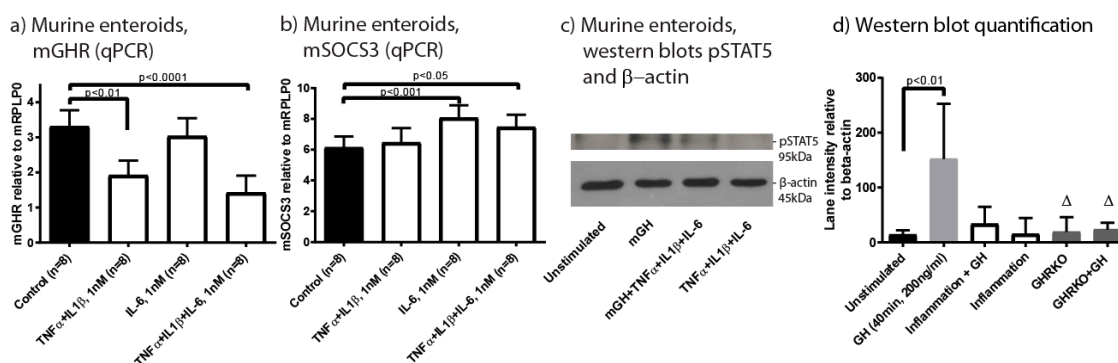 a) Murine enteroids,
mGHR (qPCR)
p<0.0001
p<0.01
mGHR relative to mRPLP0
4
3
2
1
0
Control (n=8)
TNFα+IL1β, 1nM (n=8)
IL-6, 1nM (n=8)
TNFα+IL1β+IL-6, 1nM (n=8)
b) Murine enteroids,
mSOCS3 (qPCR)
p<0.05
p<0.001
mSOCS3 relative to mRPLP0
10
8
6
4
2
0
Control (n=8)
TNFα+IL1β, 1nM (n=8)
IL-6, 1nM (n=8)
TNFα+IL1β+IL-6, 1nM (n=8)
c) Murine enteroids,
western blots pSTAT5
and β–actin
pSTAT5
95kDa
β-actin
45kDa
Unstimulated
mGH
mGH+TNFα+IL1β+IL-6
TNFα+IL1β+IL-6
d) Western blot quantification
p<0.01
Lane intensity relative
to beta-actin
300
200
100
0
Δ
Δ
Unstimulated
GH (40min, 200ng/ml)
Inflammation + GH
Inflammation
GHRKO
GHRKO+GH